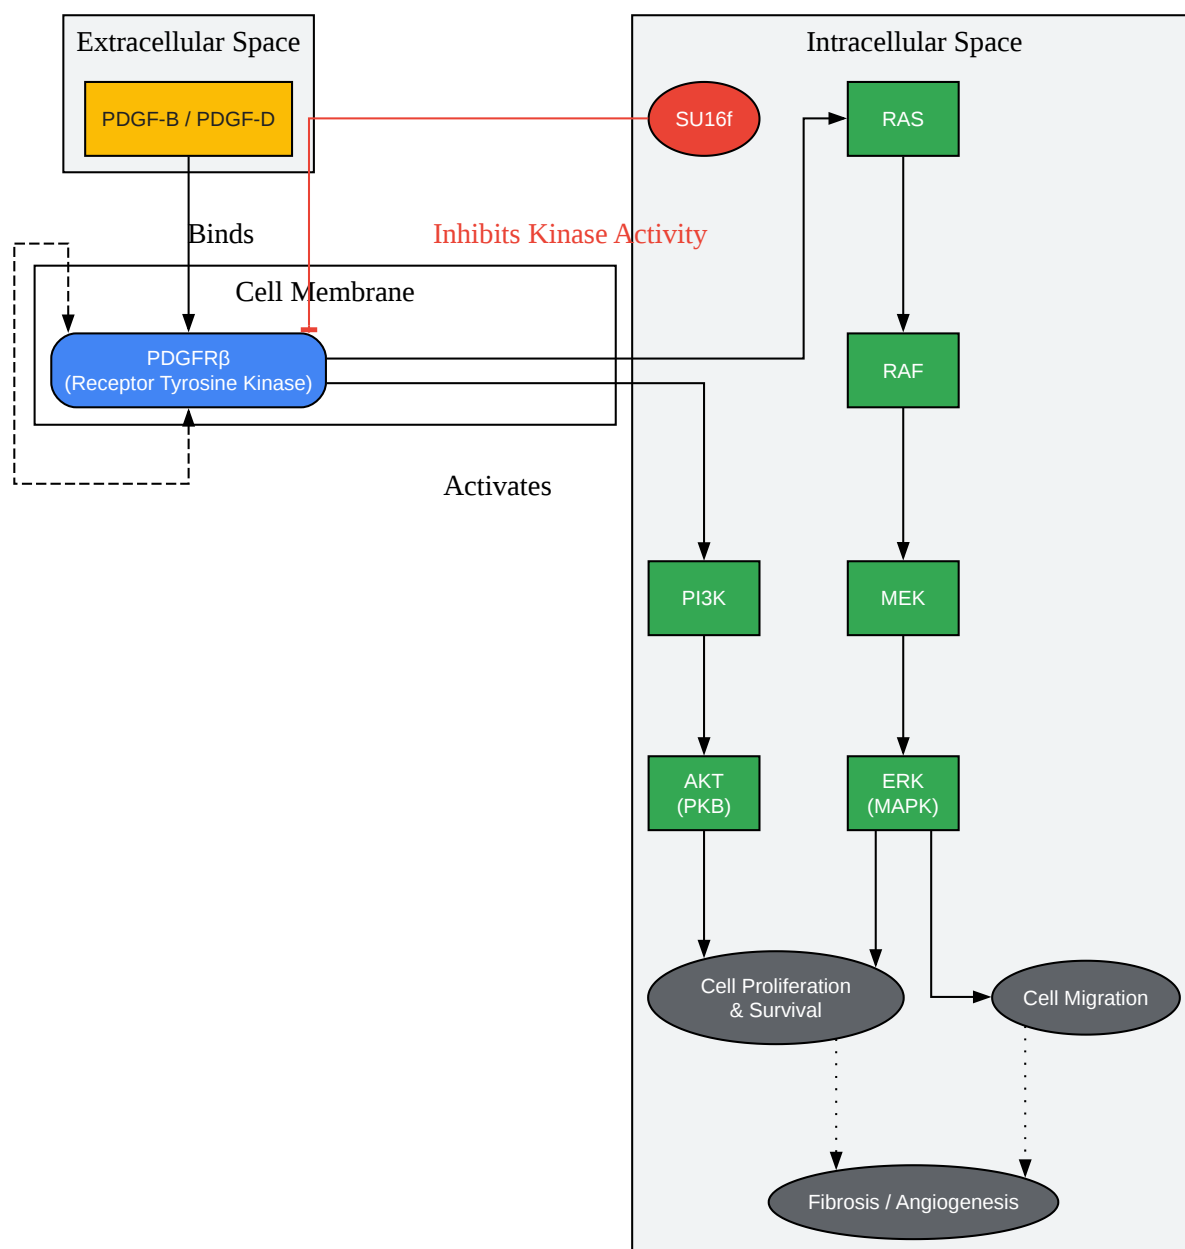 Extracellular Space
Intracellular Space
PDGF-B / PDGF-D
SU16f
RAS
Binds
Inhibits Kinase Activity
Cell Membrane
PDGFRβ
(Receptor Tyrosine Kinase)
RAF
Activates
PI3K
MEK
AKT
(PKB)
ERK
(MAPK)
Cell Proliferation
& Survival
Cell Migration
Fibrosis / Angiogenesis